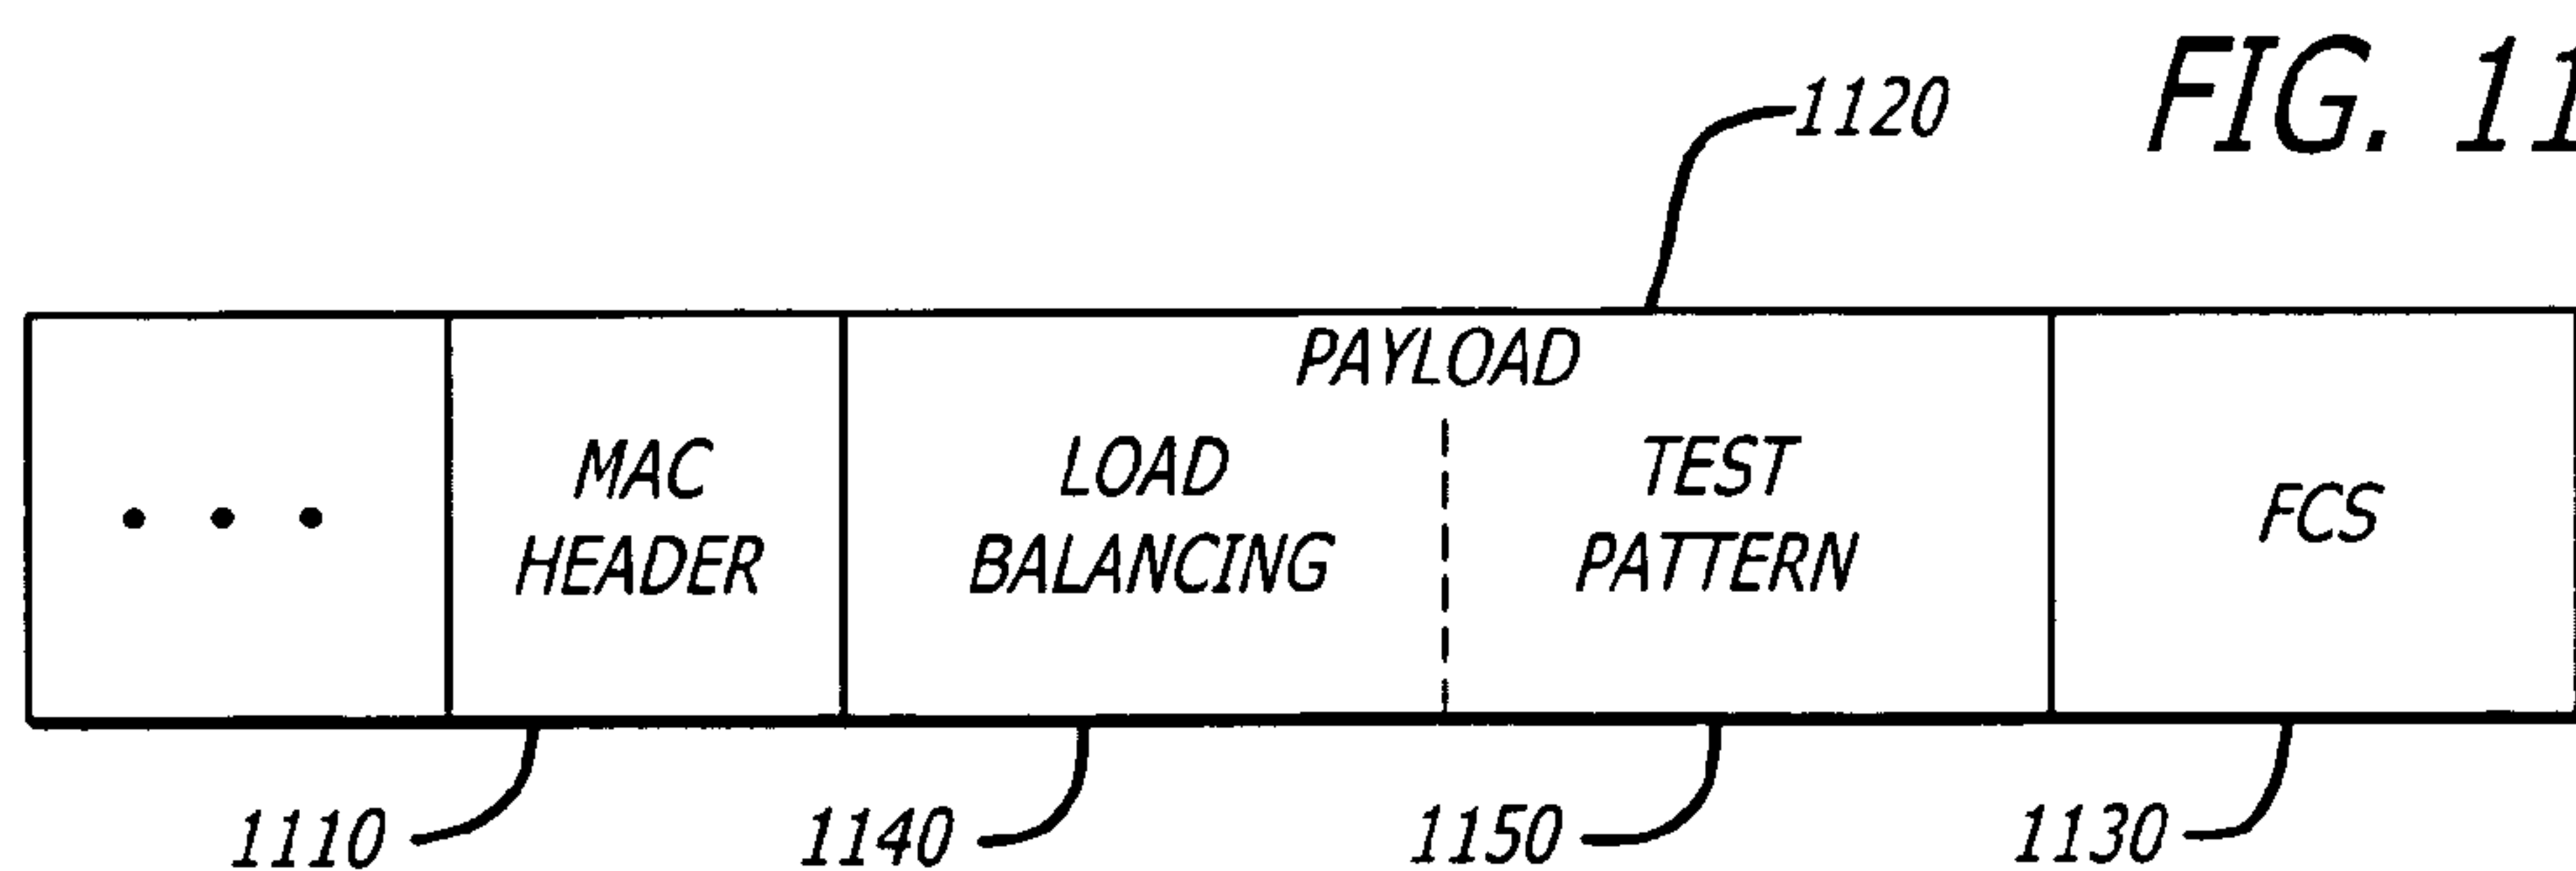 FIG. 11
1120
PAYLOAD
MAC
HEADER
LOAD
BALANCING
TEST
PATTERN
FCS
1110
1140
1150
1130